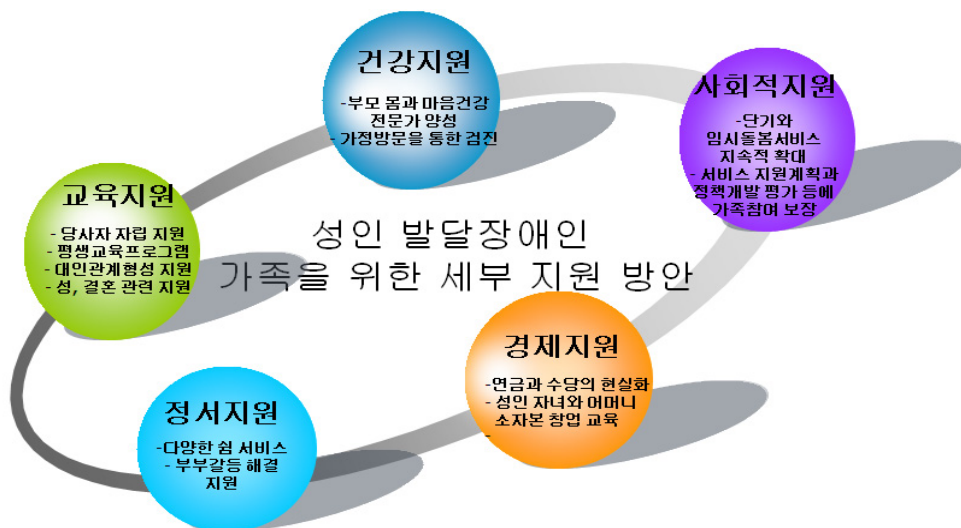 건강지원
-부모 몸과 마음건강
전문가 양성
- 가정방문을 통한 검진
사회적지원
-단기와
임시돌봄서비스
지속적 확대
- 서비스 지원계획과
정책개발 평가 등에
가족참여 보장
교육지원
- 당사자 자립 지원
- 평생교육프로그램
- 대인관계형성 지원
- 성, 결혼 관련 지원
성인 발달장애인
가족을 위한 세부 지원 방안
경제지원
-연금과 수당의 현실화
- 성인 자녀와 어머니
소자본 창업 교육
-
정서지원
-다양한 쉼 서비스
- 부부갈등 해결
지원